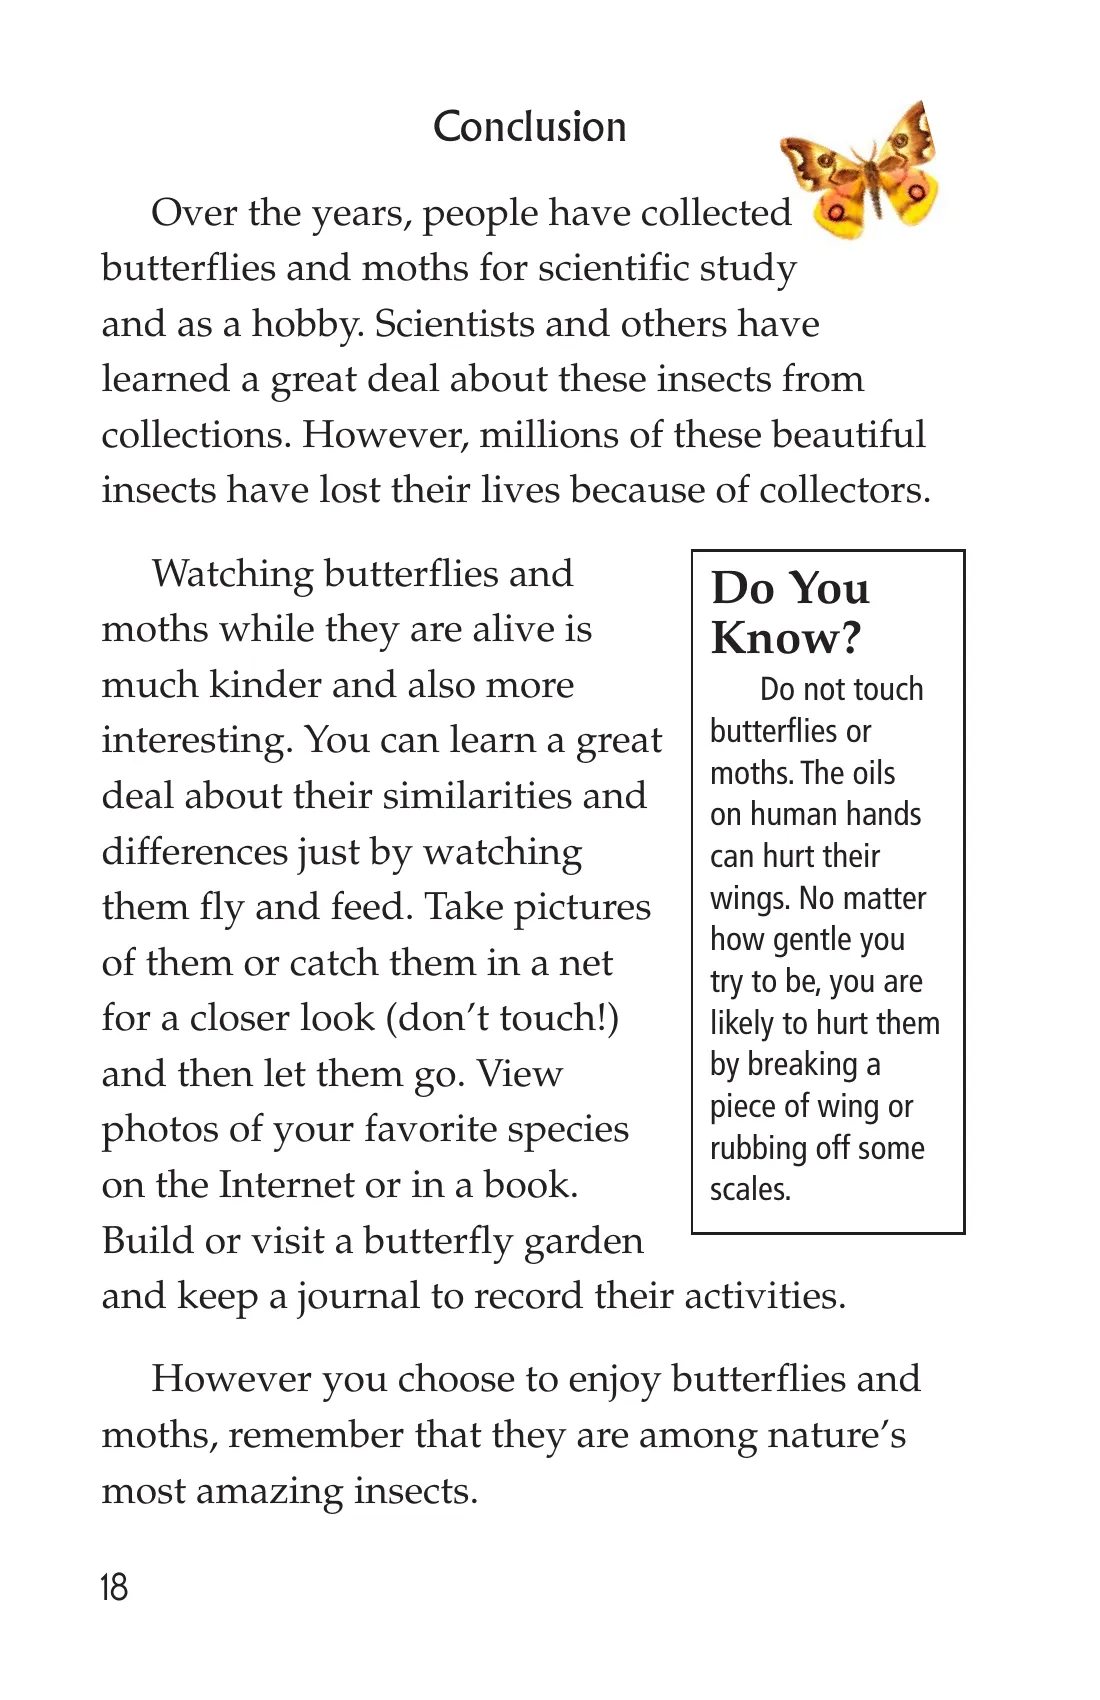 Conclusion
Over the years, people have collected
butterflies and moths for scientific study
and as a hobby. Scientists and others have
learned a great deal about these insects from
collections. However, millions of these beautiful
insects have lost their lives because of collectors.
Watching butterflies and
moths while they are alive is
much kinder and also more
interesting. You can learn a great
deal about their similarities and
differences just by watching
them fly and feed. Take pictures
of them or catch them in a net
for a closer look (don’t touch!)
and then let them go. View
photos of your favorite species
on the Internet or in a book.
Build or visit a butterfly garden
and keep a journal to record their activities.
Do You
Know?
Do not touch
butterflies or
moths. The oils
on human hands
can hurt their
wings. No matter
how gentle you
try to be, you are
likely to hurt them
by breaking a
piece of wing or
rubbing off some
scales.
However you choose to enjoy butterflies and
moths, remember that they are among nature’s
most amazing insects.
18